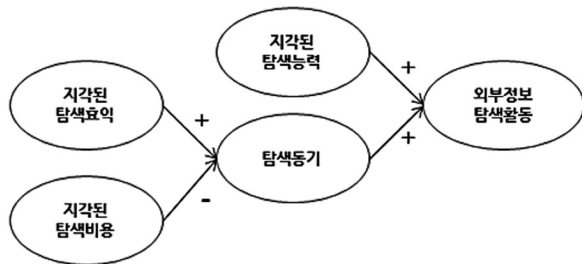 지각된
탐색능력
+
외부정보
탐색활동
지각된
탐색효익
+
탐색동기
+
-
지각된
탐색비용